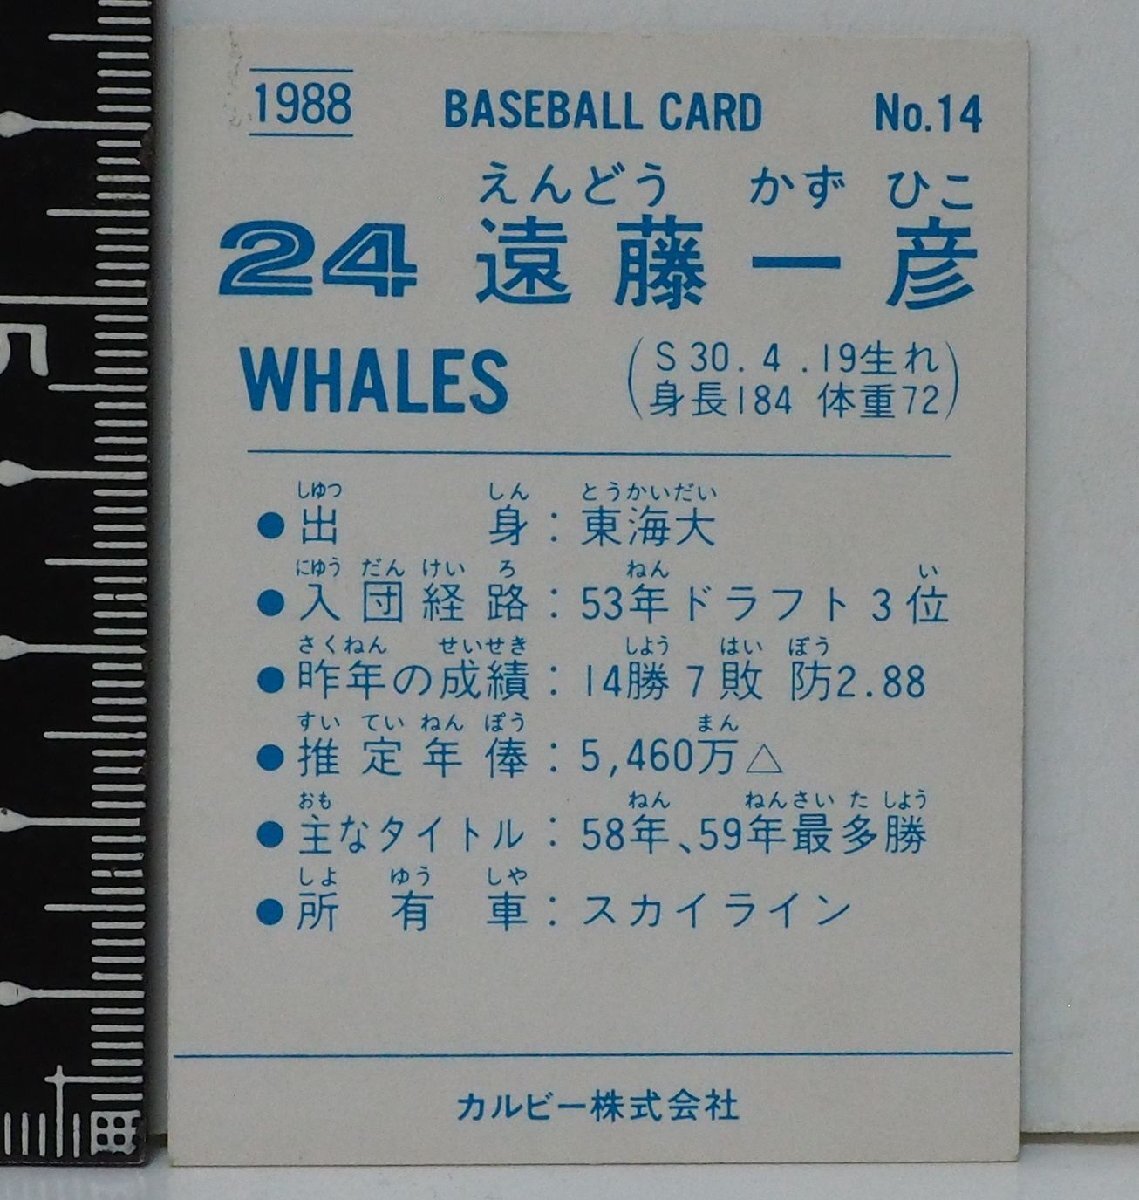 1988 BASEBALL CARD No.14
えんどう かず ひこ
24 遠藤一彦
WHALES
(S30.4.19生れ
身長184 体重72)
しゆつ しん とうかいだい
●出身:東海大
にゆう だん けい ろ ねん い
●入団経路:53年ドラフト3位
さくねん せいせき しよう はい ぼう
●昨年の成績:14勝7敗 防2.88
すい てい ねん ぽう まん
●推定年俸:5,460万△
おも ねん ねんさい た しよう
●主なタイトル:58年、59年最多勝
しよ ゆう しや
●所有車:スカイライン
カルビー株式会社